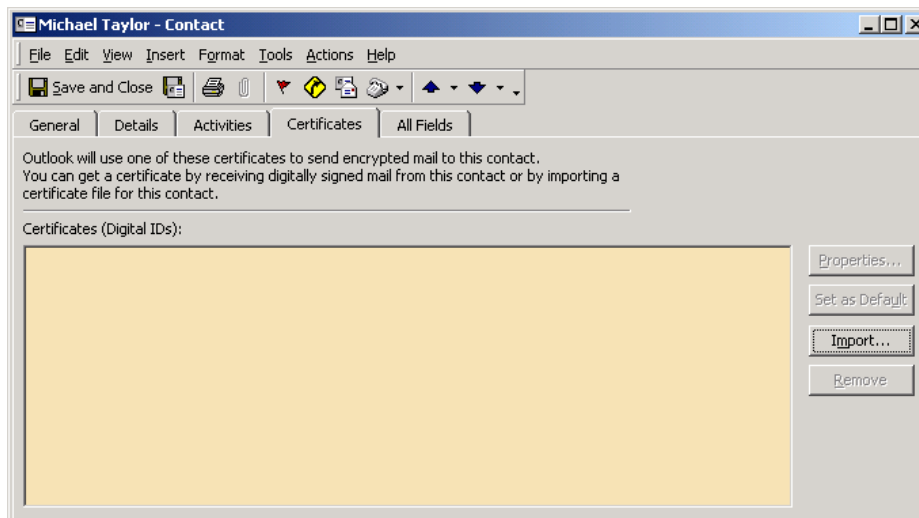 Michael Taylor - Contact
File Edit View Insert Format Tools Actions Help
Save and Close
General Details Activities Certificates All Fields
Outlook will use one of these certificates to send encrypted mail to this contact.
You can get a certificate by receiving digitally signed mail from this contact or by importing a
certificate file for this contact.
Certificates (Digital IDs):
Properties...
Set as Default
Import...
Remove